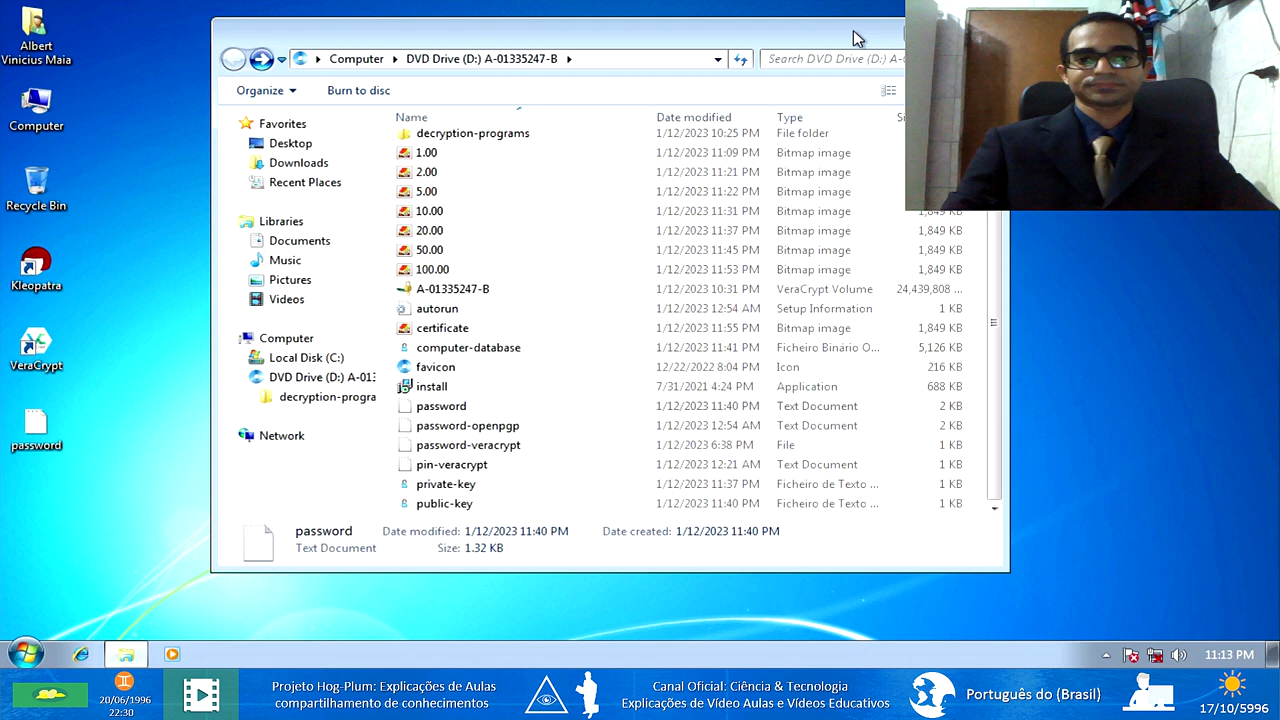 Albert
Vinicius Maia
Computer
Recycle Bin
Kleopatra
VeraCrypt
password
Computer DVD Drive (D:) A-01335247-B
Search DVD Drive (D:) A-0
Organize Burn to disc
Favorites
Desktop
Downloads
Recent Places
Libraries
Documents
Music
Pictures
Videos
Computer
Local Disk (C:)
DVD Drive (D:) A-01
decryption-progra
Network
Name Date modified Type
decryption-programs 1/12/2023 10:25 PM File folder
1.00 1/12/2023 11:09 PM Bitmap image
2.00 1/12/2023 11:21 PM Bitmap image
5.00 1/12/2023 11:22 PM Bitmap image
10.00 1/12/2023 11:31 PM Bitmap image 1,849 KB
20.00 1/12/2023 11:37 PM Bitmap image 1,849 KB
50.00 1/12/2023 11:45 PM Bitmap image 1,849 KB
100.00 1/12/2023 11:53 PM Bitmap image 1,849 KB
A-01335247-B 1/12/2023 10:31 PM VeraCrypt Volume 24,439,808 ...
autorun 1/12/2023 12:54 AM Setup Information 1 KB
certificate 1/12/2023 11:55 PM Bitmap image 1,849 KB
computer-database 1/12/2023 11:41 PM Ficheiro Binário O... 5,126 KB
favicon 12/22/2022 8:04 PM Icon 216 KB
install 7/31/2021 4:24 PM Application 688 KB
password 1/12/2023 11:40 PM Text Document 2 KB
password-openpgp 1/12/2023 12:54 AM Text Document 2 KB
password-veracrypt 1/12/2023 6:38 PM File 1 KB
pin-veracrypt 1/12/2023 12:21 AM Text Document 1 KB
private-key 1/12/2023 11:37 PM Ficheiro de Texto ... 1 KB
public-key 1/12/2023 11:40 PM Ficheiro de Texto ... 1 KB
password Date modified: 1/12/2023 11:40 PM Date created: 1/12/2023 11:40 PM
Text Document Size: 1.32 KB
11:13 PM
20/06/1996
22:30
Projeto Hog-Plum: Explicações de Aulas
com o intuito de conhecimentos
Canal Oficial: Ciência & Tecnologia
Explicações de Vídeo Aulas e Vídeos Educativos
Português do (Brasil)
17/10/5996